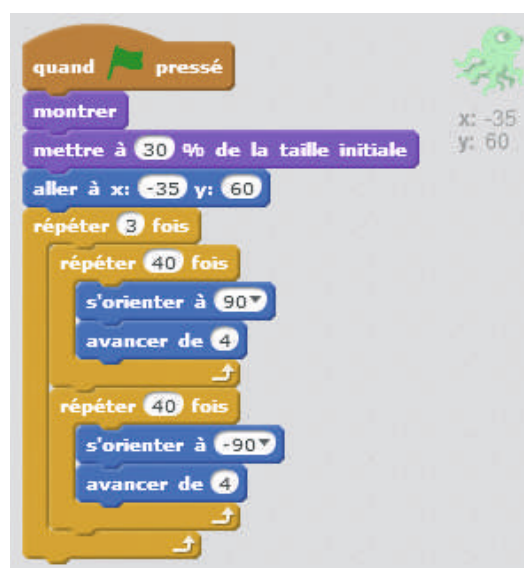 quand pressé
montrer
mettre à 30 % de la taille initiale
aller à x: -35 y: 60
répéter 3 fois
répéter 40 fois
s'orienter à 90
avancer de 4
répéter 40 fois
s'orienter à -90
avancer de 4
x: -35
y: 60